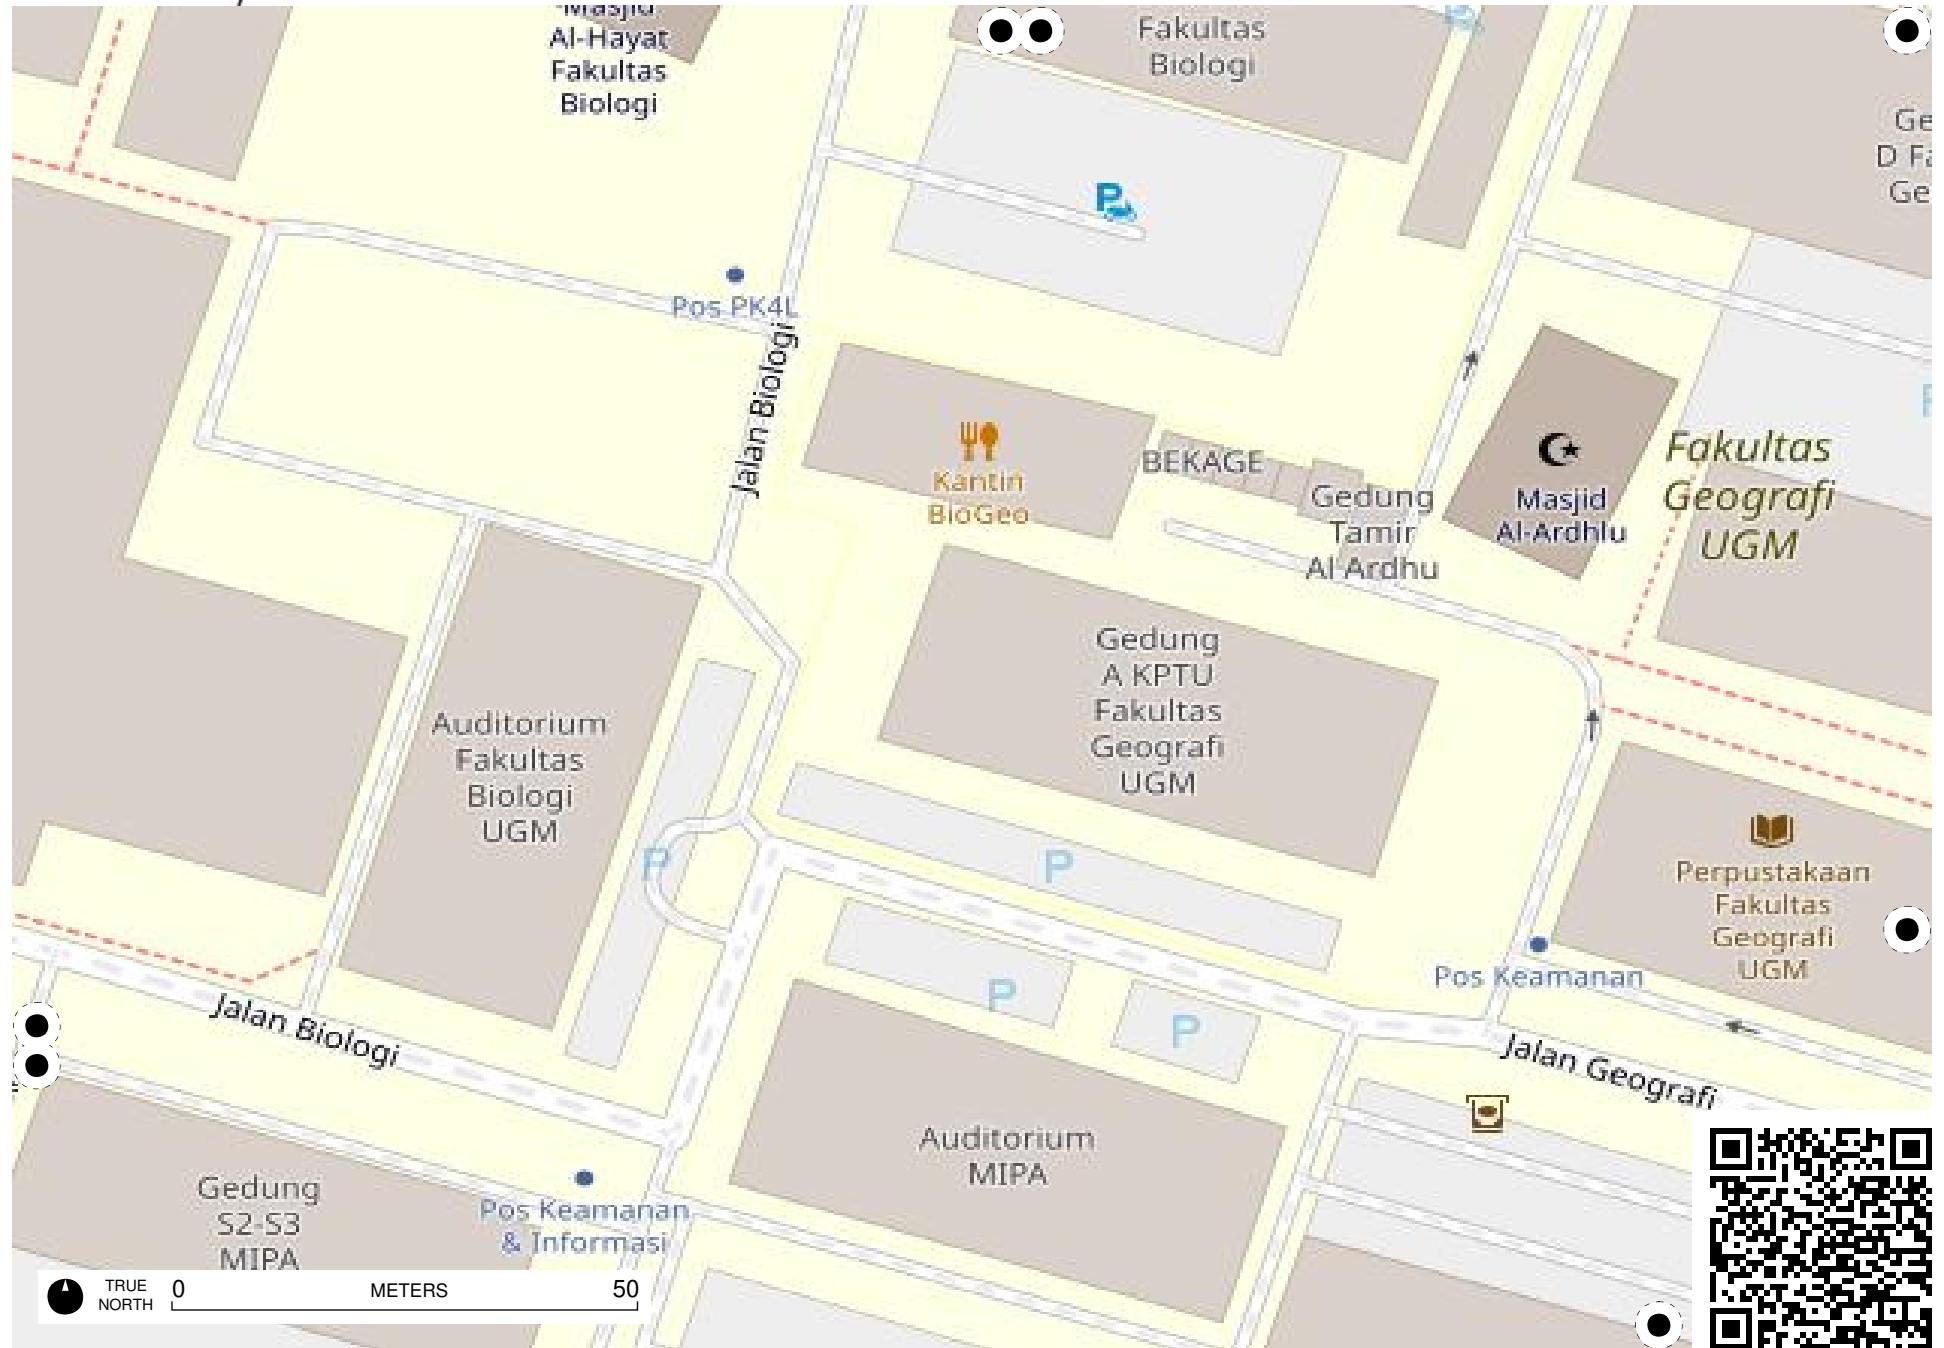 Masjid
Al-Hayat
Fakultas
Biologi
Fakultas
Biologi
P
Pos PK4L
Jalan Biologi
Kantin
BioGeo
BEKAGE
Gedung
Tamir
Al Ardhu
Masjid
Al-Ardhlu
Fakultas
Geografi
UGM
Gedung
A KPTU
Fakultas
Geografi
UGM
Auditorium
Fakultas
Biologi
UGM
P
P
P
P
Perpustakaan
Fakultas
Geografi
UGM
Pos Keamanan
Jalan Biologi
Jalan Geografi
Auditorium
MIPA
Gedung
S2-S3
MIPA
Pos Keamanan
& Informasi
TRUE
NORTH
0 METERS 50